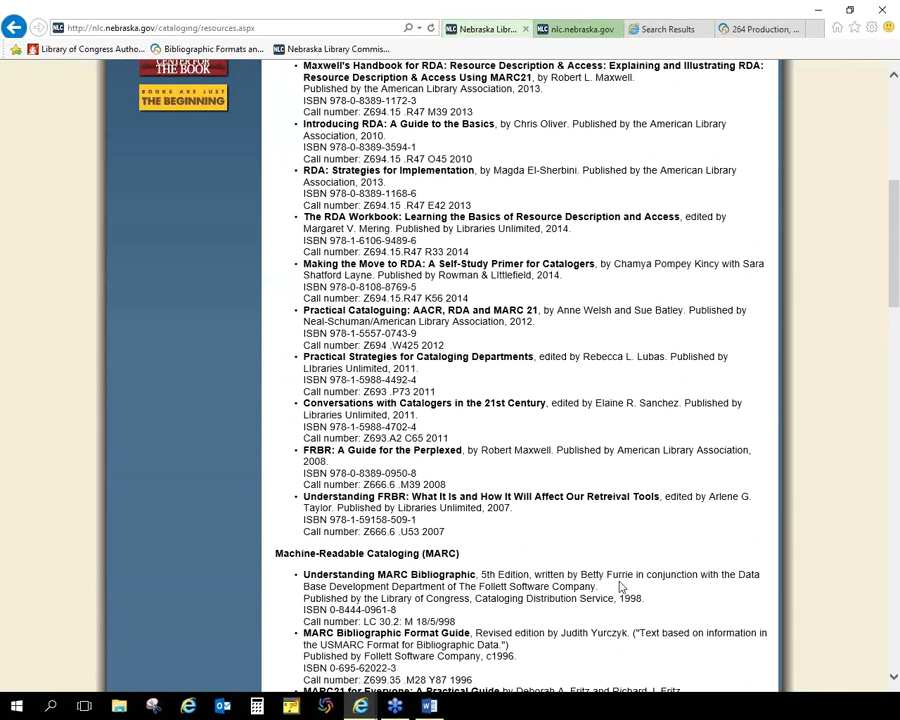 http://nlc.nebraska.gov/cataloging/resources.aspx
NLC Nebraska Libr...
NLC nlc.nebraska.gov
Search Results
264 Production, ...
Library of Congress Autho...
Bibliographic Formats an...
NLC Nebraska Library Commis...
CENTER FOR
THE BOOK
BOOKS ARE JUST
THE BEGINNING
• Maxwell's Handbook for RDA: Resource Description & Access: Explaining and Illustrating RDA:
Resource Description & Access Using MARC21, by Robert L. Maxwell.
Published by the American Library Association, 2013.
ISBN 978-0-8389-1172-3
Call number: Z694.15 .R47 M39 2013
• Introducing RDA: A Guide to the Basics, by Chris Oliver. Published by the American Library
Association, 2010.
ISBN 978-0-8389-3594-1
Call number: Z694.15 .R47 O45 2010
• RDA: Strategies for Implementation, by Magda El-Sherbini. Published by the American Library
Association, 2013.
ISBN 978-0-8389-1168-6
Call number: Z694.15 .R47 E42 2013
• The RDA Workbook: Learning the Basics of Resource Description and Access, edited by
Margaret V. Mering. Published by Libraries Unlimited, 2014.
ISBN 978-1-6106-9489-6
Call number: Z694.15.R47 R33 2014
• Making the Move to RDA: A Self-Study Primer for Catalogers, by Chamya Pompey Kincy with Sara
Shatford Layne. Published by Rowman & LIttlefield, 2014.
ISBN 978-0-8108-8769-5
Call number: Z694.15.R47 K56 2014
• Practical Cataloguing: AACR, RDA and MARC 21, by Anne Welsh and Sue Batley. Published by
Neal-Schuman/American Library Association, 2012.
ISBN 978-1-5557-0743-9
Call number: Z694 .W425 2012
• Practical Strategies for Cataloging Departments, edited by Rebecca L. Lubas. Published by
LIbraries Unlimited, 2011.
ISBN 978-1-5988-4492-4
Call number: Z693 .P73 2011
• Conversations with Catalogers in the 21st Century, edited by Elaine R. Sanchez. Published by
Libraries Unlimited, 2011.
ISBN 978-1-5988-4702-4
Call number: Z693.A2 C65 2011
• FRBR: A Guide for the Perplexed, by Robert Maxwell. Published by American Library Association,
2008.
ISBN 978-0-8389-0950-8
Call number: Z666.6 .M39 2008
• Understanding FRBR: What It Is and How It Will Affect Our Retreival Tools, edited by Arlene G.
Taylor. Published by Libraries Unlimited, 2007.
ISBN 978-1-59158-509-1
Call number: Z666.6 .U53 2007
Machine-Readable Cataloging (MARC)
• Understanding MARC Bibliographic, 5th Edition, written by Betty Furrie in conjunction with the Data
Base Development Department of The Follett Software Company.
Published by the Library of Congress, Cataloging Distribution Service, 1998.
ISBN 0-8444-0961-8
Call number: LC 30.2: M 18/5/998
• MARC Bibliographic Format Guide, Revised edition by Judith Yurczyk. ("Text based on information in
the USMARC Format for Bibliographic Data.")
Published by Follett Software Company, c1996.
ISBN 0-695-62022-3
Call number: Z699.35 .M28 Y87 1996
• MARC21 for Everyone: A Practical Guide by Deborah A. Fritz and Richard J. Fritz